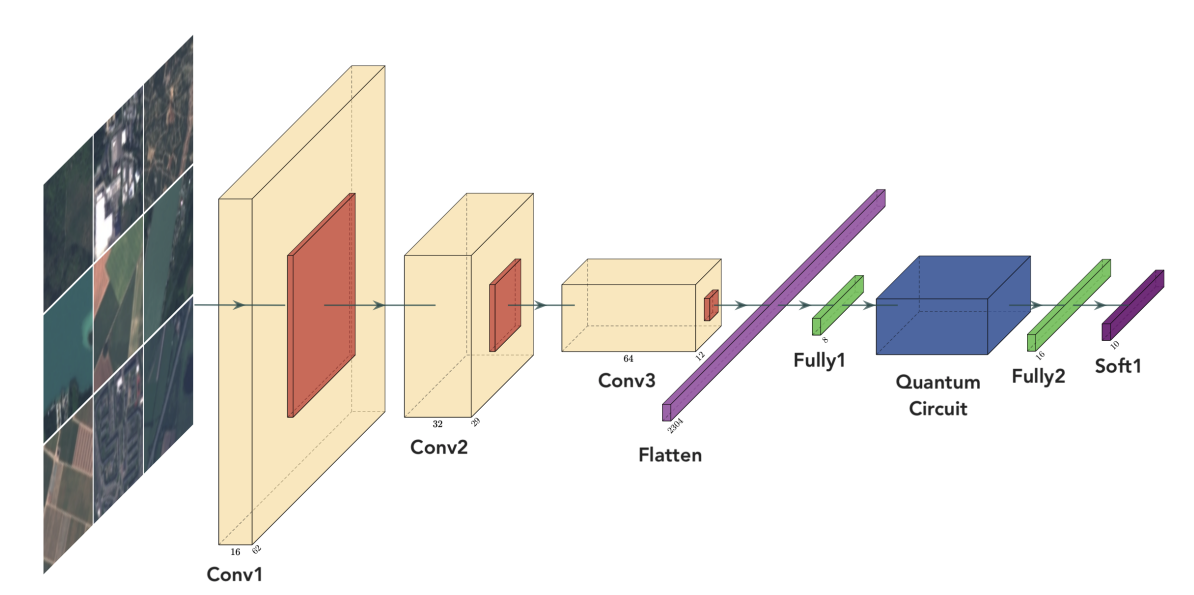 16
62
Conv1
32
29
Conv2
64
12
Conv3
2304
Flatten
8
Fully1
Quantum
Circuit
16
Fully2
10
Soft1